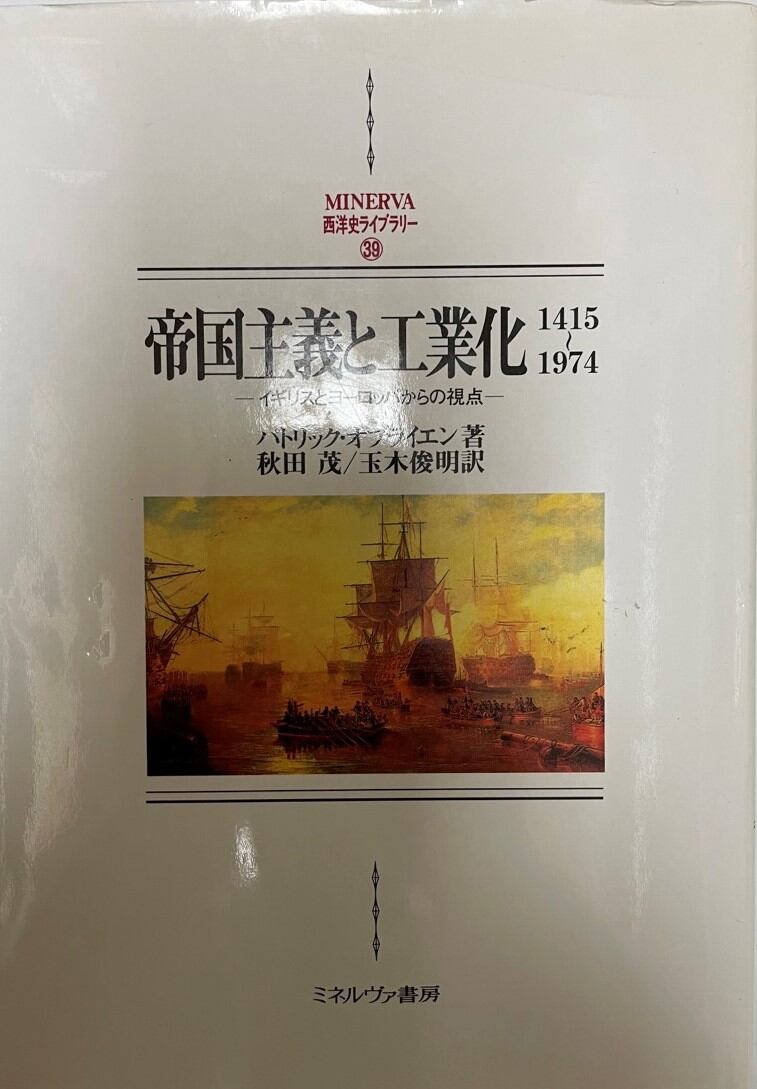 MINERVA
西洋史ライブラリー
㊴
帝国主義と工業化 1415〜1974
―イギリスとヨーロッパからの視点―
パトリック・オブライエン著
秋田 茂/玉木俊明訳
ミネルヴァ書房